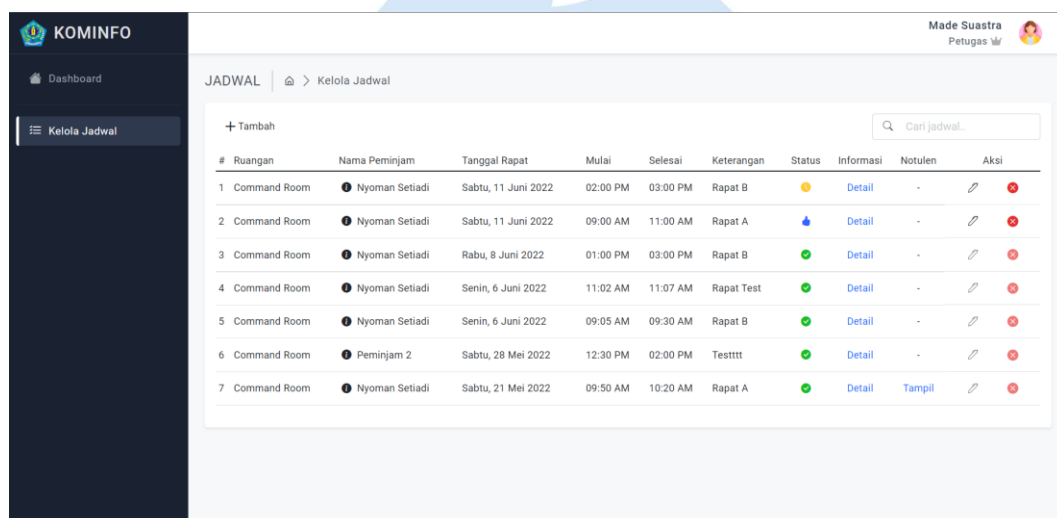 KOMINFO
Made Suastra
Petugas
Dashboard
Kelola Jadwal
JADWAL > Kelola Jadwal
+ Tambah
Cari jadwal..
# Ruangan Nama Peminjam Tanggal Rapat Mulai Selesai Keterangan Status Informasi Notulen Aksi
1 Command Room Nyoman Setiadi Sabtu, 11 Juni 2022 02:00 PM 03:00 PM Rapat B Detail -
2 Command Room Nyoman Setiadi Sabtu, 11 Juni 2022 09:00 AM 11:00 AM Rapat A Detail -
3 Command Room Nyoman Setiadi Rabu, 8 Juni 2022 01:00 PM 03:00 PM Rapat B Detail -
4 Command Room Nyoman Setiadi Senin, 6 Juni 2022 11:02 AM 11:07 AM Rapat Test Detail -
5 Command Room Nyoman Setiadi Senin, 6 Juni 2022 09:05 AM 09:30 AM Rapat B Detail -
6 Command Room Peminjam 2 Sabtu, 28 Mei 2022 12:30 PM 02:00 PM Testttt Detail -
7 Command Room Nyoman Setiadi Sabtu, 21 Mei 2022 09:50 AM 10:20 AM Rapat A Detail Tampil